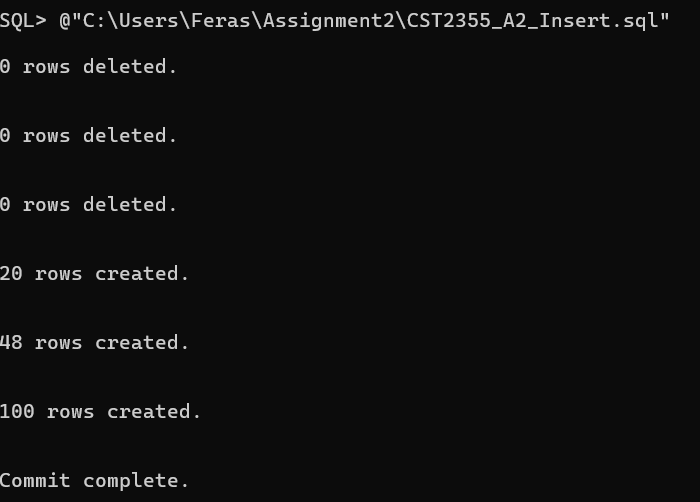 SQL> @"C:\Users\Feras\Assignment2\CST2355_A2_Insert.sql"
0 rows deleted.
0 rows deleted.
0 rows deleted.
20 rows created.
48 rows created.
100 rows created.
Commit complete.